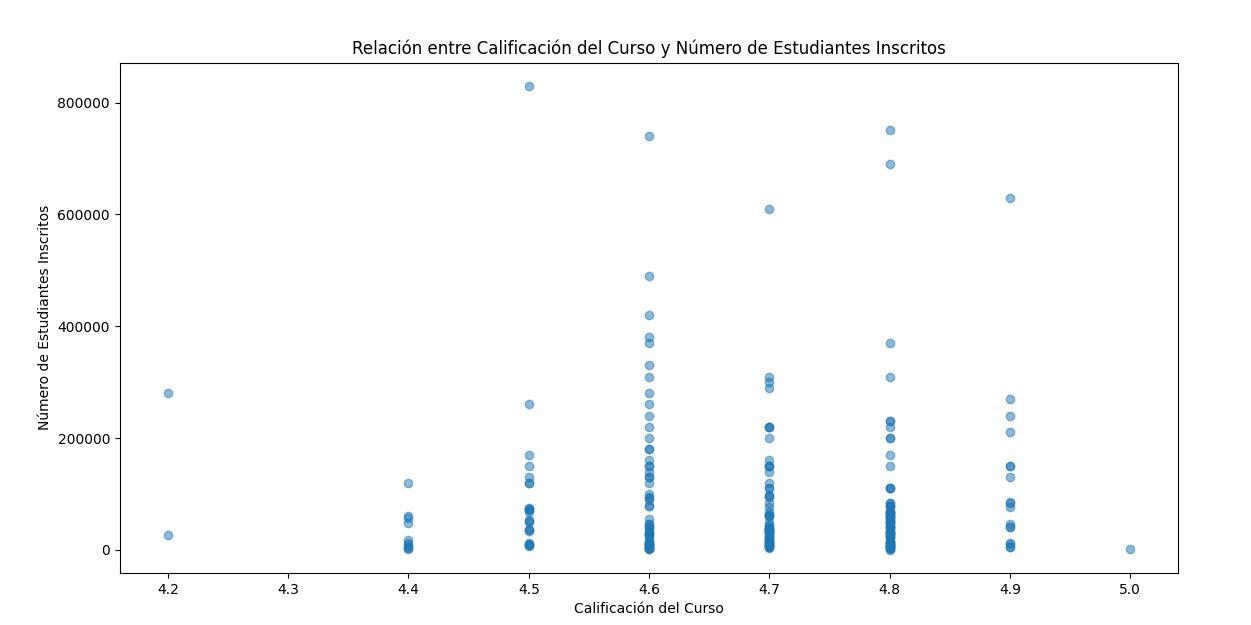 Relación entre Calificación del Curso y Número de Estudiantes Inscritos
Número de Estudiantes Inscritos
800000
600000
400000
200000
0
4.2 4.3 4.4 4.5 4.6 4.7 4.8 4.9 5.0
Calificación del Curso